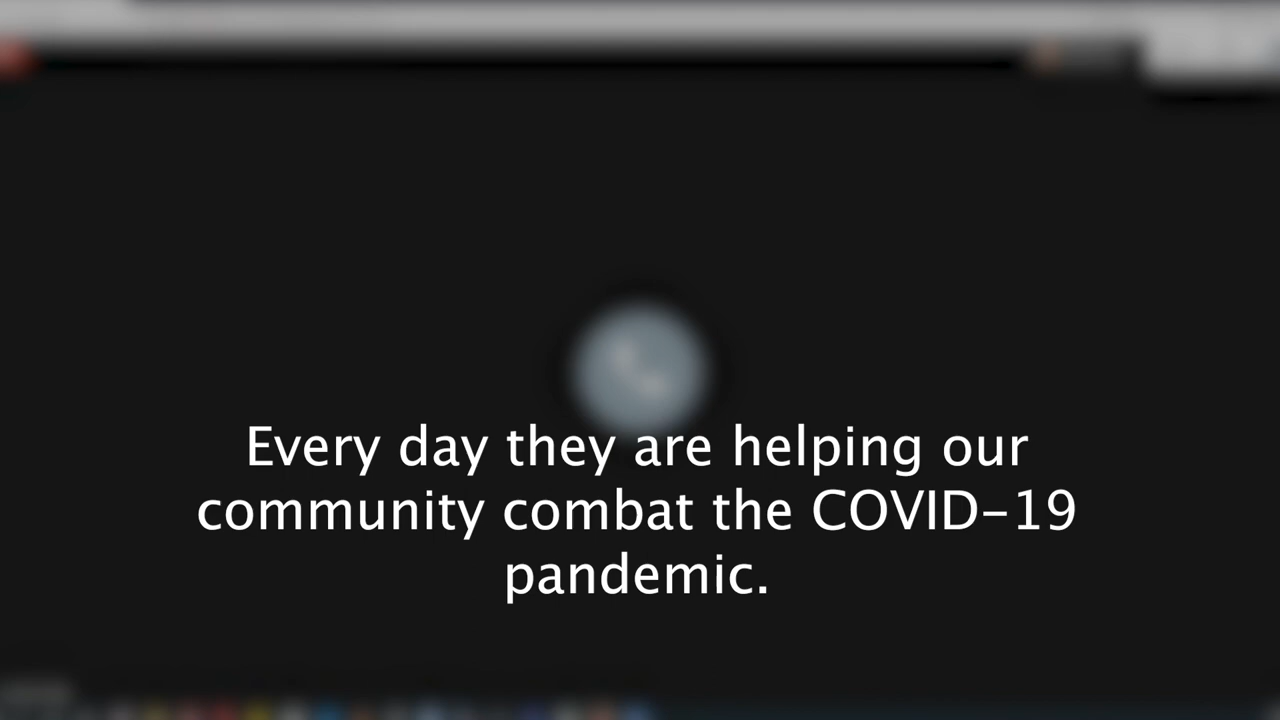 Every day they are helping our
community combat the COVID-19
pandemic.